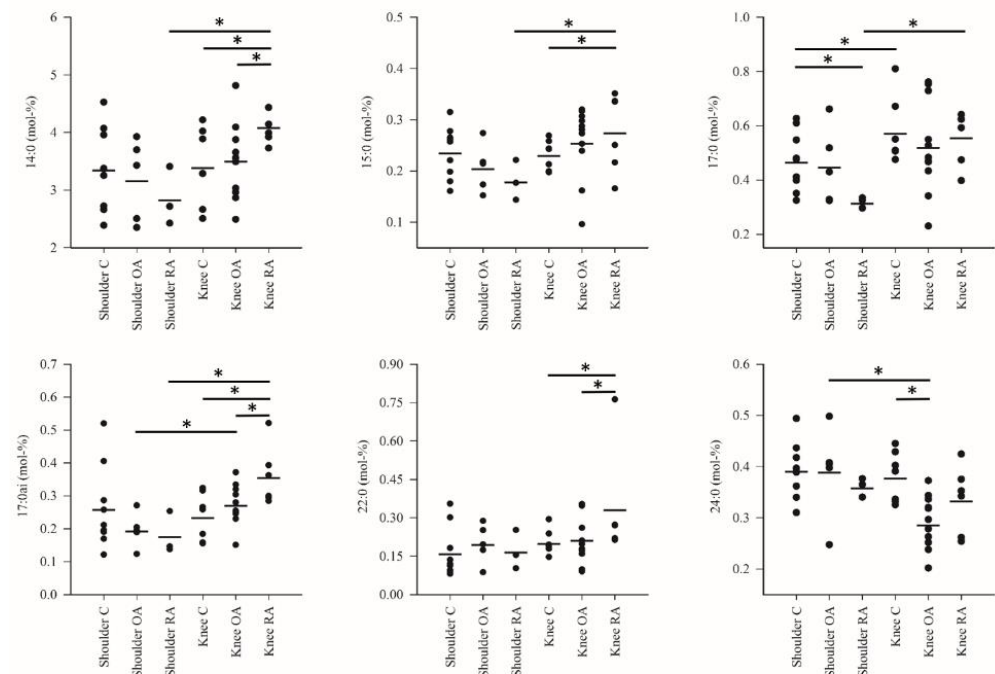 14:0 (mol-%)
6
5
4
3
2
*
*
*
Shoulder C
Shoulder OA
Shoulder RA
Knee C
Knee OA
Knee RA
15:0 (mol-%)
0.5
0.4
0.3
0.2
0.1
*
*
Shoulder C
Shoulder OA
Shoulder RA
Knee C
Knee OA
Knee RA
17:0 (mol-%)
1.0
0.8
0.6
0.4
0.2
*
*
*
Shoulder C
Shoulder OA
Shoulder RA
Knee C
Knee OA
Knee RA
17:0ai (mol-%)
0.7
0.6
0.5
0.4
0.3
0.2
0.1
0.0
*
*
*
*
Shoulder C
Shoulder OA
Shoulder RA
Knee C
Knee OA
Knee RA
22:0 (mol-%)
0.90
0.75
0.60
0.45
0.30
0.15
0.00
*
*
Shoulder C
Shoulder OA
Shoulder RA
Knee C
Knee OA
Knee RA
24:0 (mol-%)
0.6
0.5
0.4
0.3
0.2
*
*
Shoulder C
Shoulder OA
Shoulder RA
Knee C
Knee OA
Knee RA